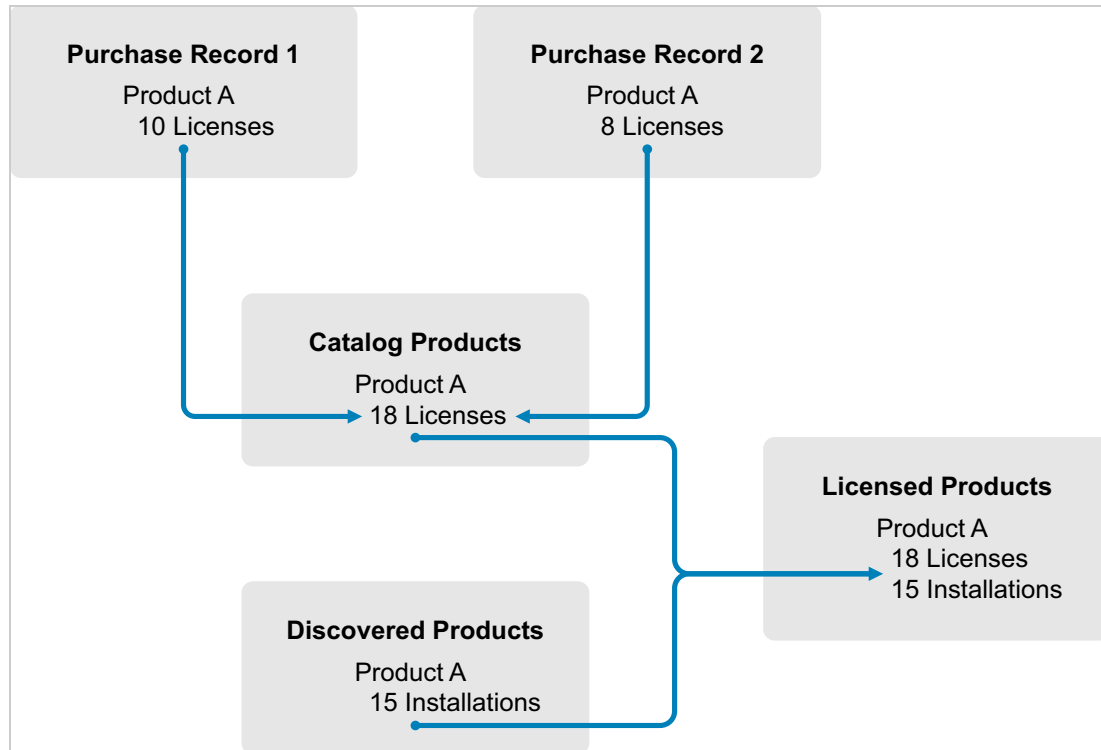 Purchase Record 1
Product A
10 Licenses
Purchase Record 2
Product A
8 Licenses
Catalog Products
Product A
18 Licenses
Licensed Products
Product A
18 Licenses
15 Installations
Discovered Products
Product A
15 Installations